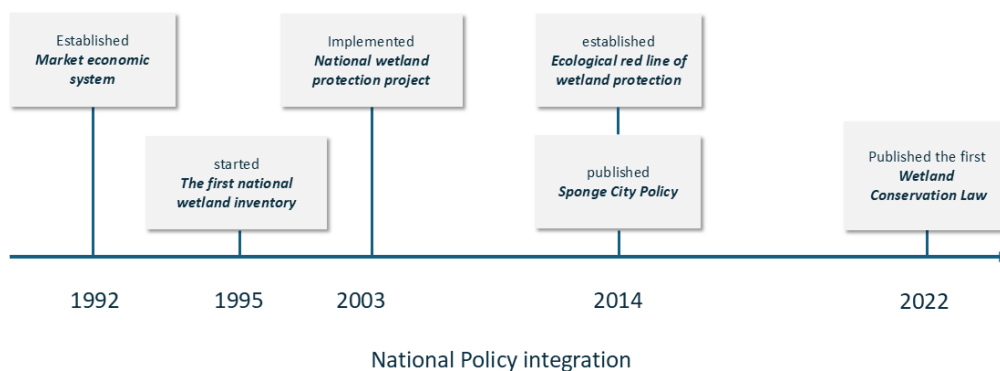 Established
Market economic
system
started
The first national
wetland inventory
Implemented
National wetland
protection project
established
Ecological red line of
wetland protection
published
Sponge City Policy
Published the first
Wetland
Conservation Law
1992
1995
2003
2014
2022
National Policy integration